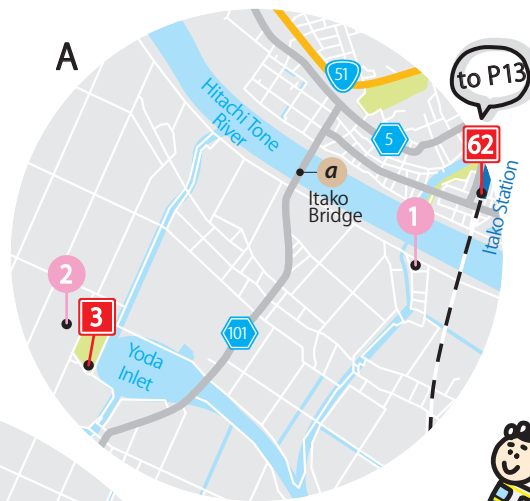 A
51
to P13
Hitachi Tone
River
5
62
a
Itako
Bridge
1
Itako Station
2
3
101
Yoda
Inlet